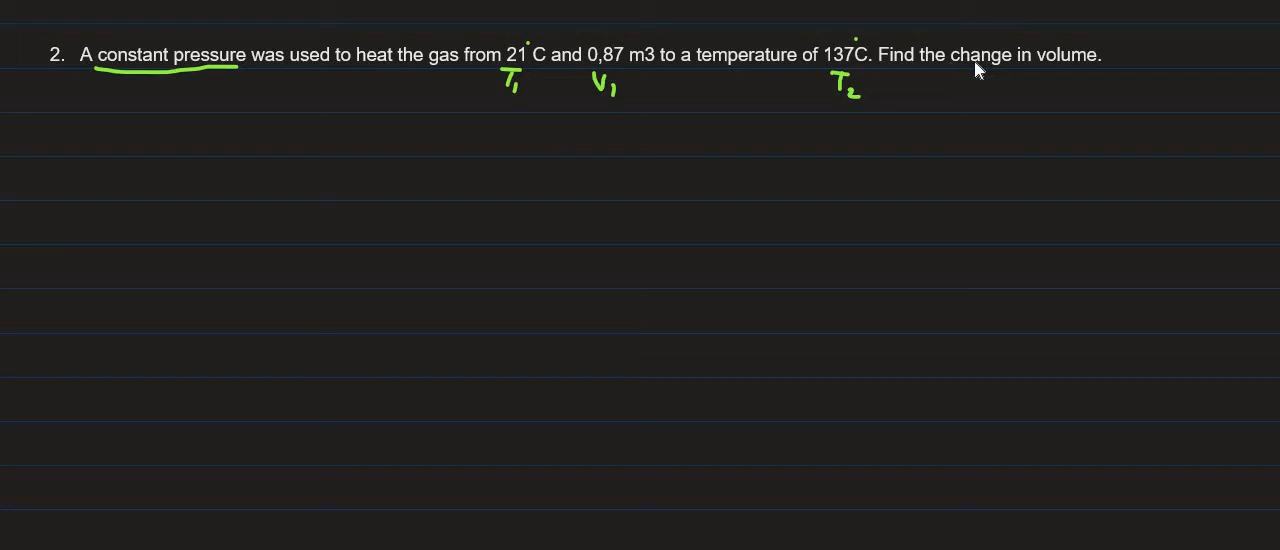 2. A constant pressure was used to heat the gas from 21°C and 0,87 m3 to a temperature of 137°C. Find the change in volume.
T₁ V₁ T₂